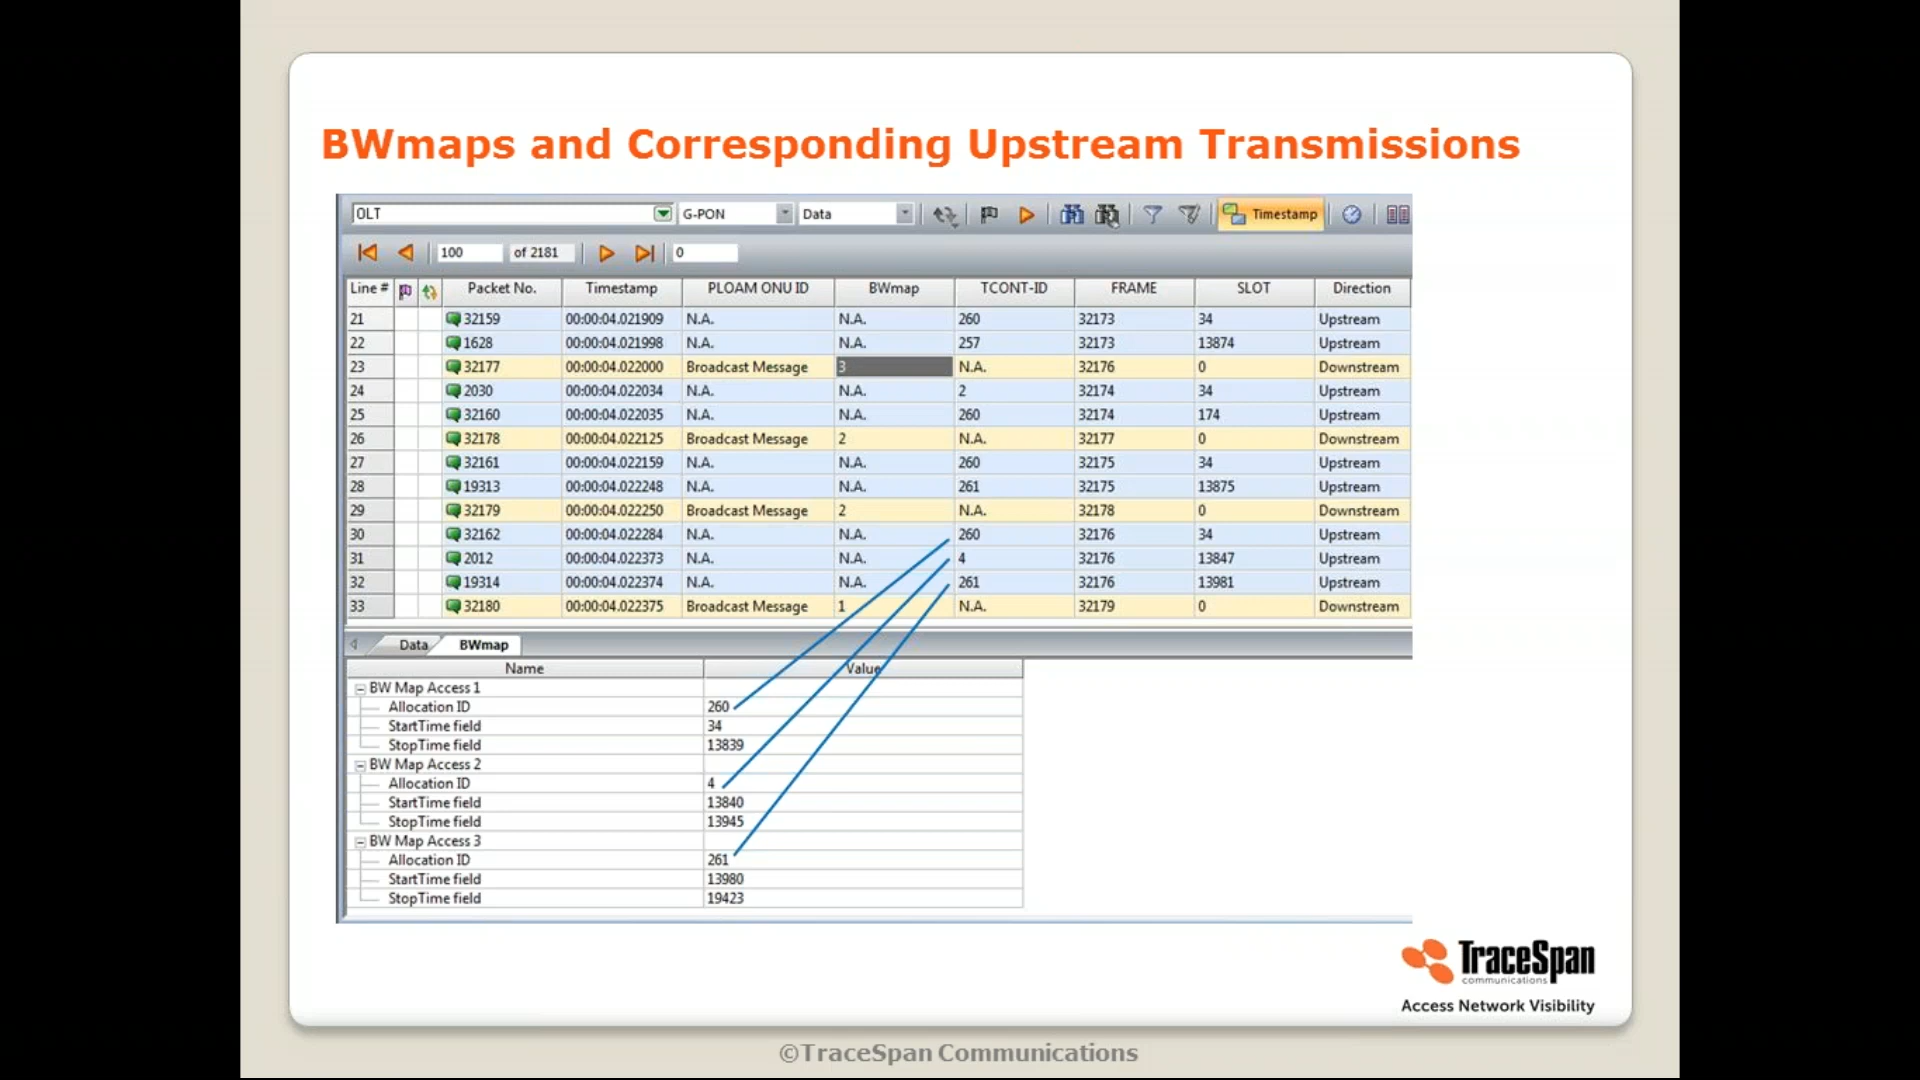 BWmaps and Corresponding Upstream Transmissions
OLT G-PON Data Timestamp
100 of 2181 0
Line # Packet No. Timestamp PLOAM ONU ID BWmap TCONT-ID FRAME SLOT Direction
21 32159 00:00:04.021909 N.A. N.A. 260 32173 34 Upstream
22 1628 00:00:04.021998 N.A. N.A. 257 32173 13874 Upstream
23 32177 00:00:04.022000 Broadcast Message 3 N.A. 32176 0 Downstream
24 2030 00:00:04.022034 N.A. N.A. 2 32174 34 Upstream
25 32160 00:00:04.022035 N.A. N.A. 260 32174 174 Upstream
26 32178 00:00:04.022125 Broadcast Message 2 N.A. 32177 0 Downstream
27 32161 00:00:04.022159 N.A. N.A. 260 32175 34 Upstream
28 19313 00:00:04.022248 N.A. N.A. 261 32175 13875 Upstream
29 32179 00:00:04.022250 Broadcast Message 2 N.A. 32178 0 Downstream
30 32162 00:00:04.022284 N.A. N.A. 260 32176 34 Upstream
31 2012 00:00:04.022373 N.A. N.A. 4 32176 13847 Upstream
32 19314 00:00:04.022374 N.A. N.A. 261 32176 13981 Upstream
33 32180 00:00:04.022375 Broadcast Message 1 N.A. 32179 0 Downstream
Data BWmap
Name Value
BW Map Access 1
Allocation ID 260
StartTime field 34
StopTime field 13839
BW Map Access 2
Allocation ID 4
StartTime field 13840
StopTime field 13945
BW Map Access 3
Allocation ID 261
StartTime field 13980
StopTime field 19423
TraceSpan
communications
Access Network Visibility
©TraceSpan Communications